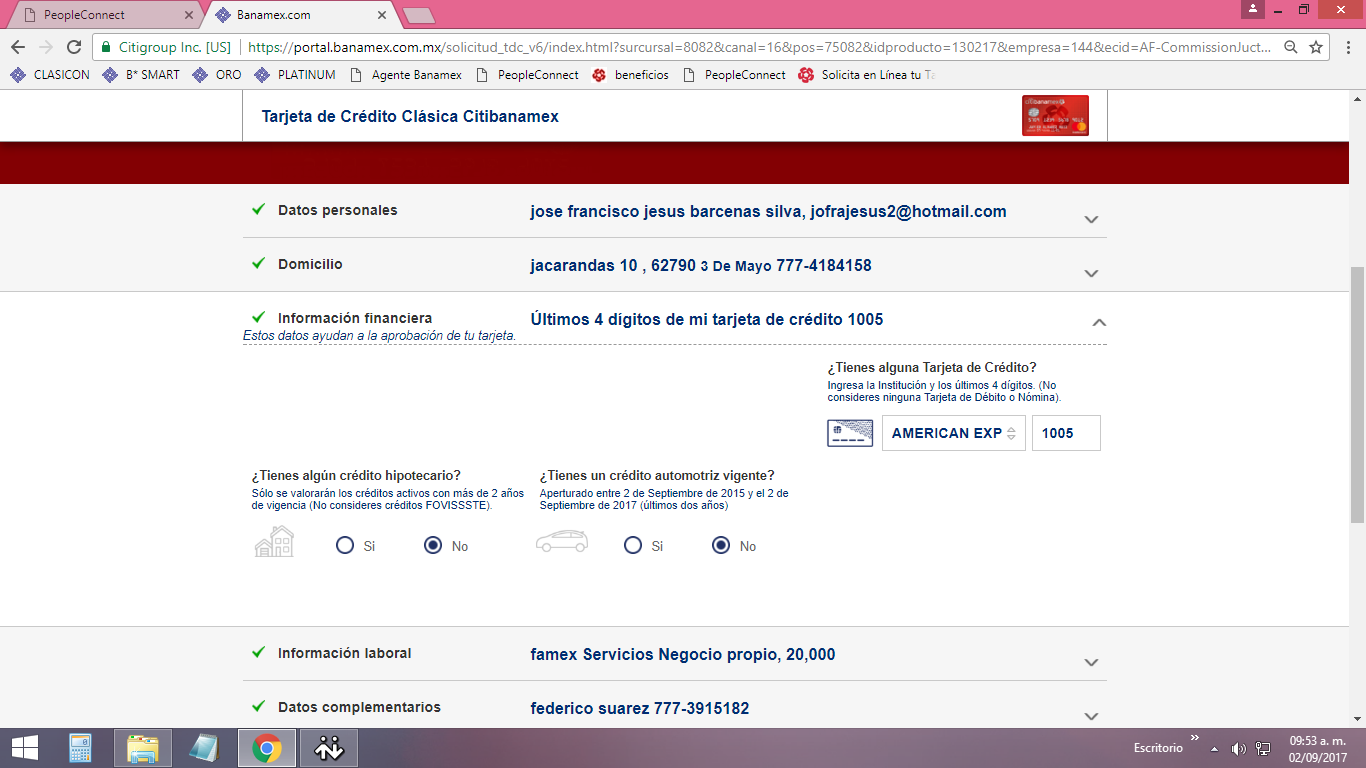 PeopleConnect
Banamex.com
Citigroup Inc. [US]
https://portal.banamex.com.mx/solicitud_tdc_v6/index.html?surcursal=8082&canal=16&pos=75082&idproducto=130217&empresa=144&ecid=AF-CommissionJuct...
CLASICON
B* SMART
ORO
PLATINUM
Agente Banamex
PeopleConnect
beneficios
PeopleConnect
Solicita en Línea tu Ta
Tarjeta de Crédito Clásica Citibanamex
Datos personales
jose francisco jesus barcenas silva, jofrajesus2@hotmail.com
Domicilio
jacarandas 10 , 62790 3 De Mayo 777-4184158
Información financiera
Últimos 4 dígitos de mi tarjeta de crédito 1005
Estos datos ayudan a la aprobación de tu tarjeta.
¿Tienes alguna Tarjeta de Crédito?
Ingresa la Institución y los últimos 4 dígitos. (No
consideres ninguna Tarjeta de Débito o Nómina).
AMERICAN EXP
1005
¿Tienes algún crédito hipotecario?
Sólo se valorarán los créditos activos con más de 2 años
de vigencia (No consideres créditos FOVISSSTE).
Si
No
¿Tienes un crédito automotriz vigente?
Aperturado entre 2 de Septiembre de 2015 y el 2 de
Septiembre de 2017 (últimos dos años)
Si
No
Información laboral
famex Servicios Negocio propio, 20,000
Datos complementarios
federico suarez 777-3915182
Escritorio
09:53 a. m.
02/09/2017